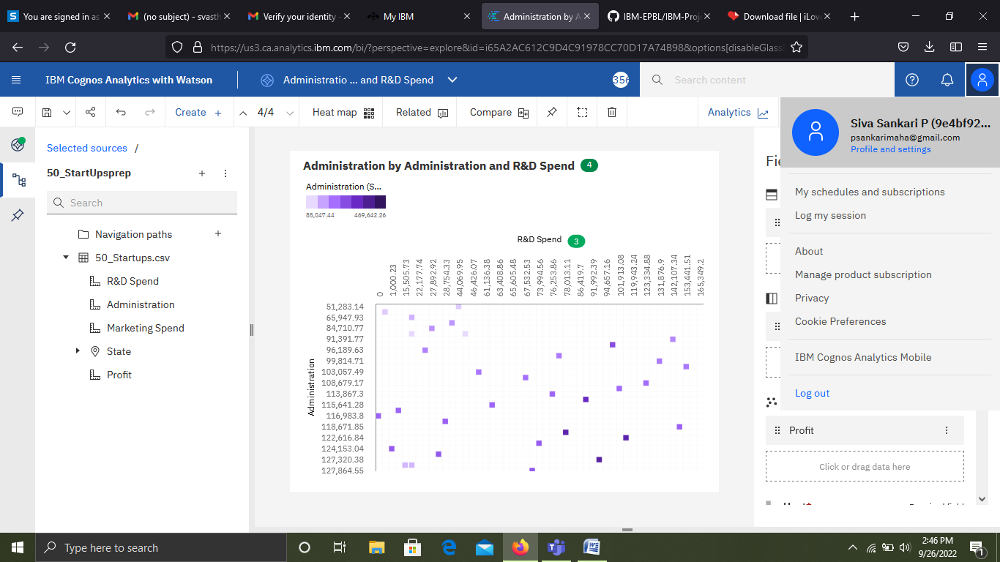 You are signed in as
(no subject) - svasth
Verify your identity -
My IBM
Administration by A
IBM-EPBL/IBM-Proje
Download file | iLove
https://us3.ca.analytics.ibm.com/bi/?perspective=explore&id=i65A2AC612C9D4C91978CC70D17A74B98&options[disableGlassl
IBM Cognos Analytics with Watson
Administratio ... and R&D Spend
356
Search content
Create +
4/4
Heat map
Related
Compare
Analytics
Siva Sankari P (9e4bf92...
psankarimaha@gmail.com
Profile and settings
My schedules and subscriptions
Log my session
About
Manage product subscription
Privacy
Cookie Preferences
IBM Cognos Analytics Mobile
Log out
Selected sources /
50_StartUpsprep
Search
Navigation paths
50_Startups.csv
R&D Spend
Administration
Marketing Spend
State
Profit
Administration by Administration and R&D Spend 4
Administration (S...
85,047.44 469,642.26
R&D Spend 3
0
1,000.23
15,505.73
22,177.74
27,892.92
28,754.33
44,069.95
46,426.07
61,136.38
63,408.86
65,605.48
67,532.53
73,994.56
76,253.86
78,013.11
86,419.7
91,992.39
94,657.16
101,913.08
119,943.24
123,334.88
131,876.9
142,107.34
153,441.51
165,349.2
Administration
51,283.14
65,947.93
84,710.77
91,391.77
96,189.63
99,814.71
103,057.49
108,679.17
113,867.3
115,641.28
116,983.8
118,671.85
122,616.84
124,153.04
127,320.38
127,864.55
Fie
Profit
Click or drag data here
Type here to search
2:46 PM
9/26/2022
1